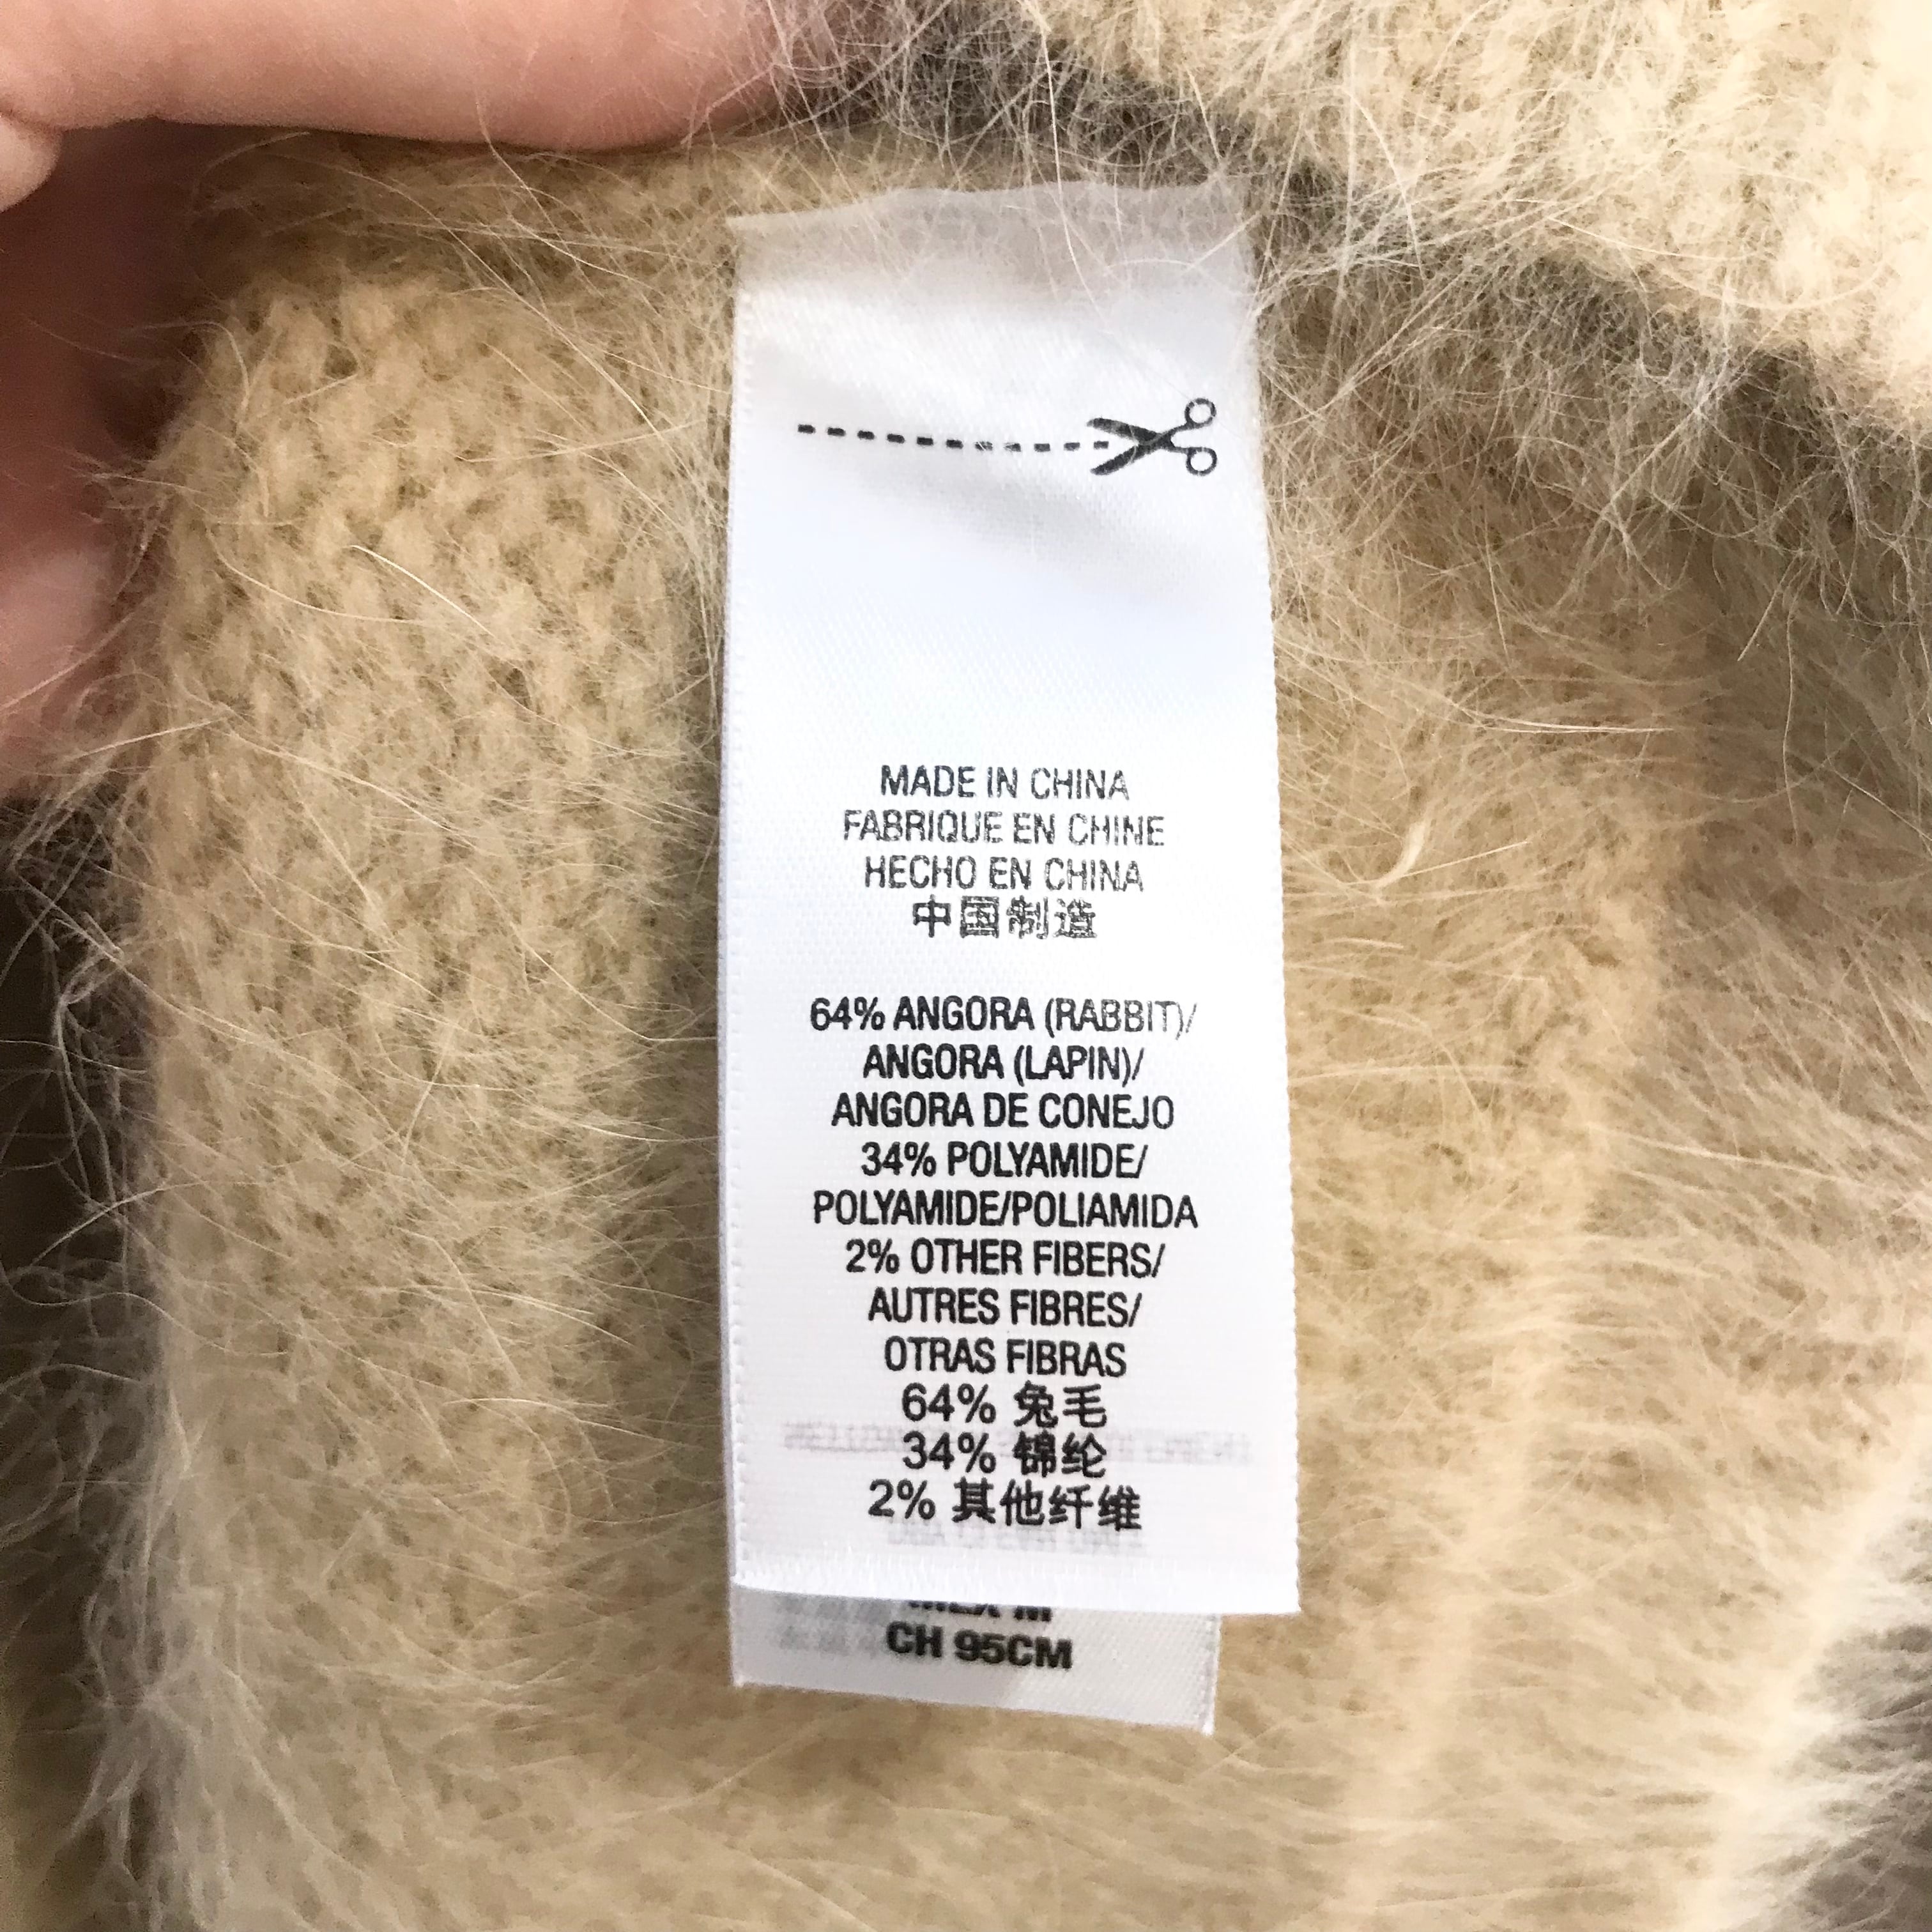 MADE IN CHINA
FABRIQUE EN CHINE
HECHO EN CHINA
中国制造
64% ANGORA (RABBIT)/
ANGORA (LAPIN)/
ANGORA DE CONEJO
34% POLYAMIDE/
POLYAMIDE/POLIAMIDA
2% OTHER FIBERS/
AUTRES FIBRES/
OTRAS FIBRAS
64% 兔毛
34% 锦纶
2% 其他纤维
CH 95CM